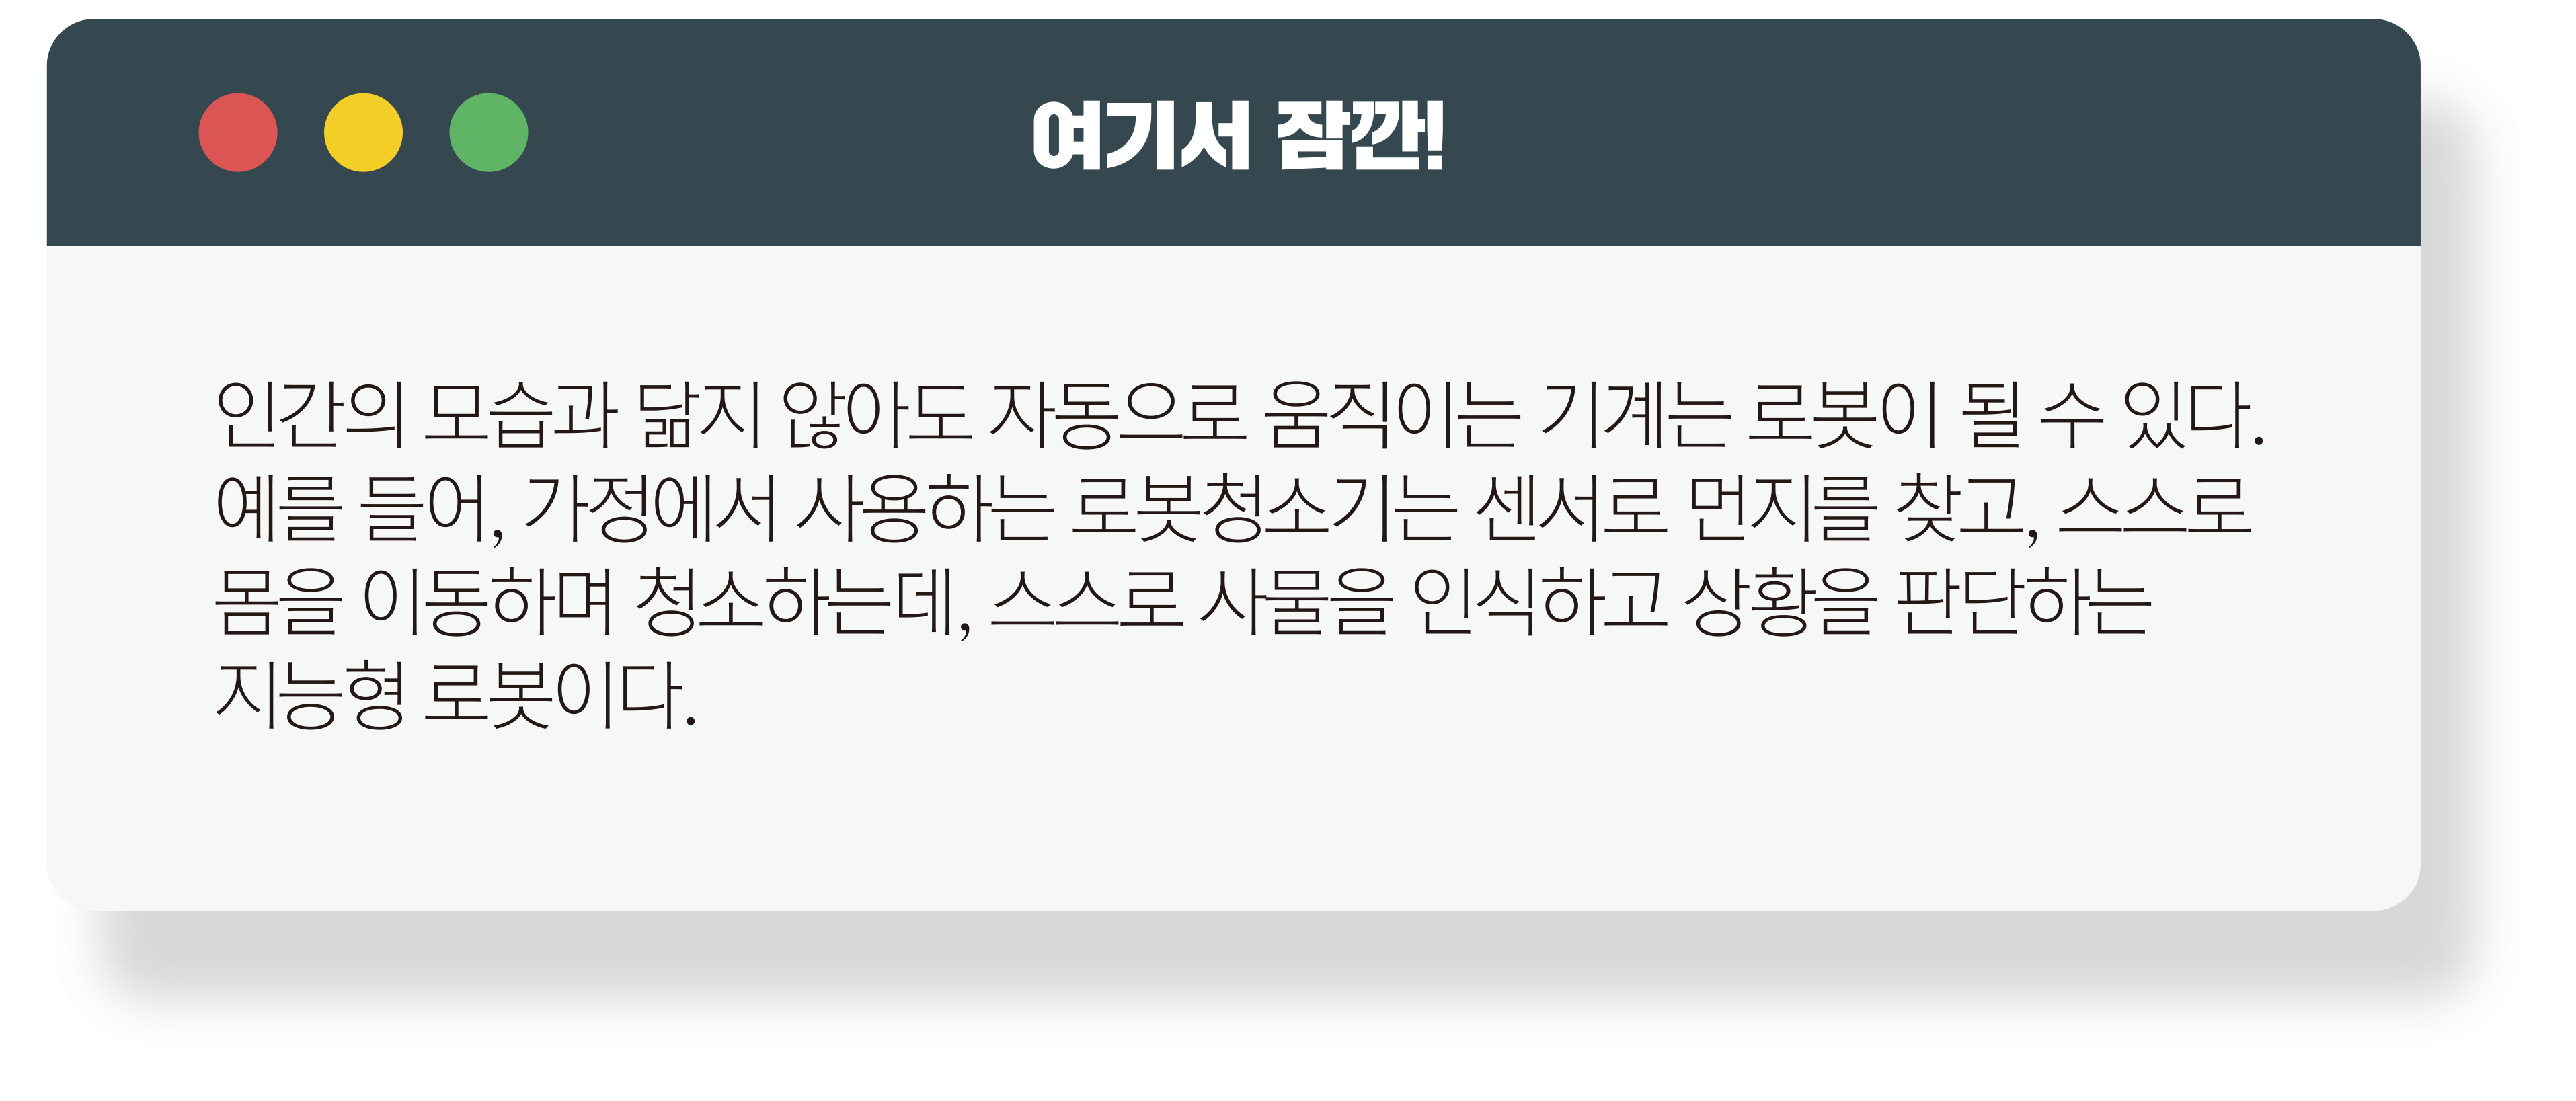 여기서 잠깐!
인간의 모습과 닮지 않아도 자동으로 움직이는 기계는 로봇이 될 수 있다.
예를 들어, 가정에서 사용하는 로봇청소기는 센서로 먼지를 찾고, 스스로
몸을 이동하며 청소하는데, 스스로 사물을 인식하고 상황을 판단하는
지능형 로봇이다.